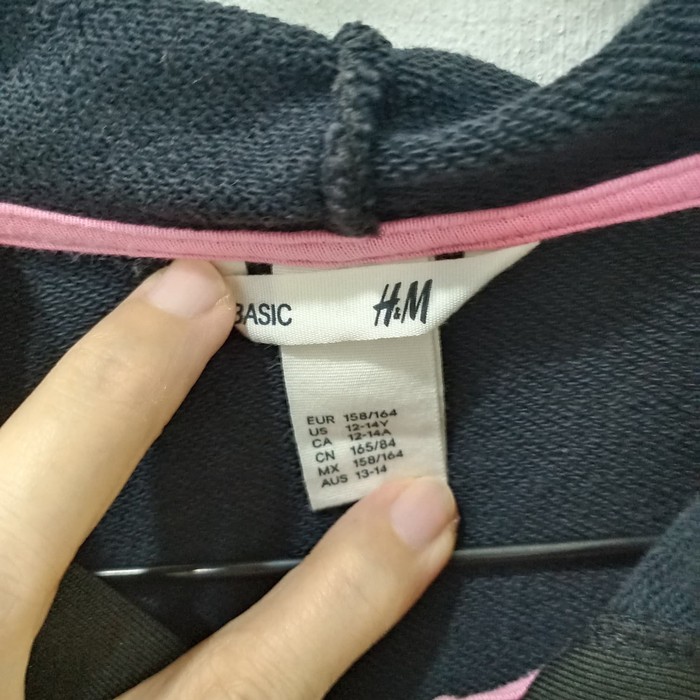 BASIC H&M
EUR 158/164
US 12-14Y
CA 12-14A
CN 165/84
MX 158/164
AUS 13-14